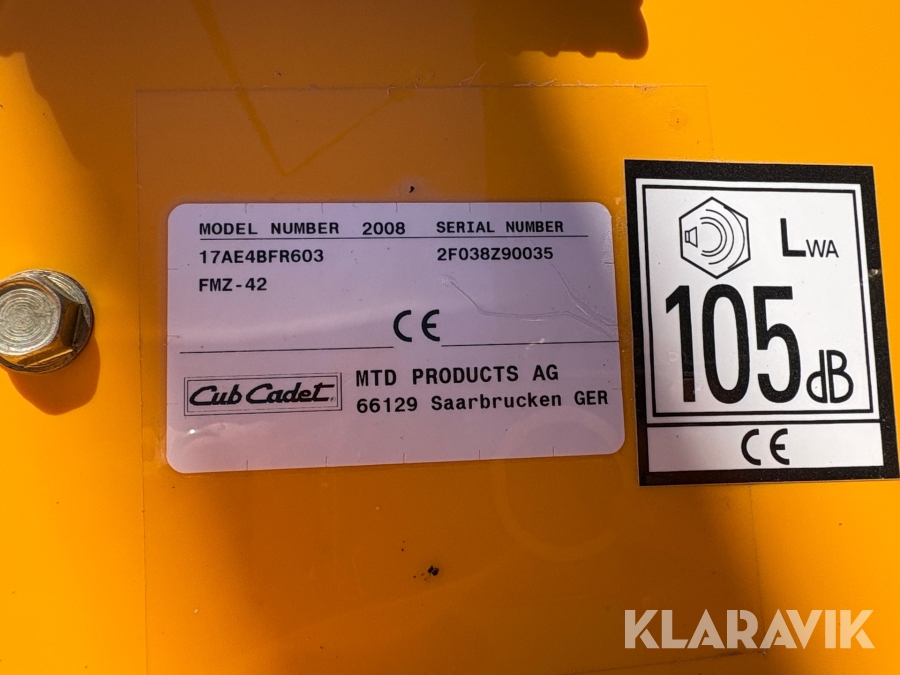 MODEL NUMBER 2008 SERIAL NUMBER
17AE4BFR603 2F038Z90035
FMZ-42
CE
Cub Cadet
MTD PRODUCTS AG
66129 Saarbrucken GER
LWA
105dB
CE
KLARAVIK